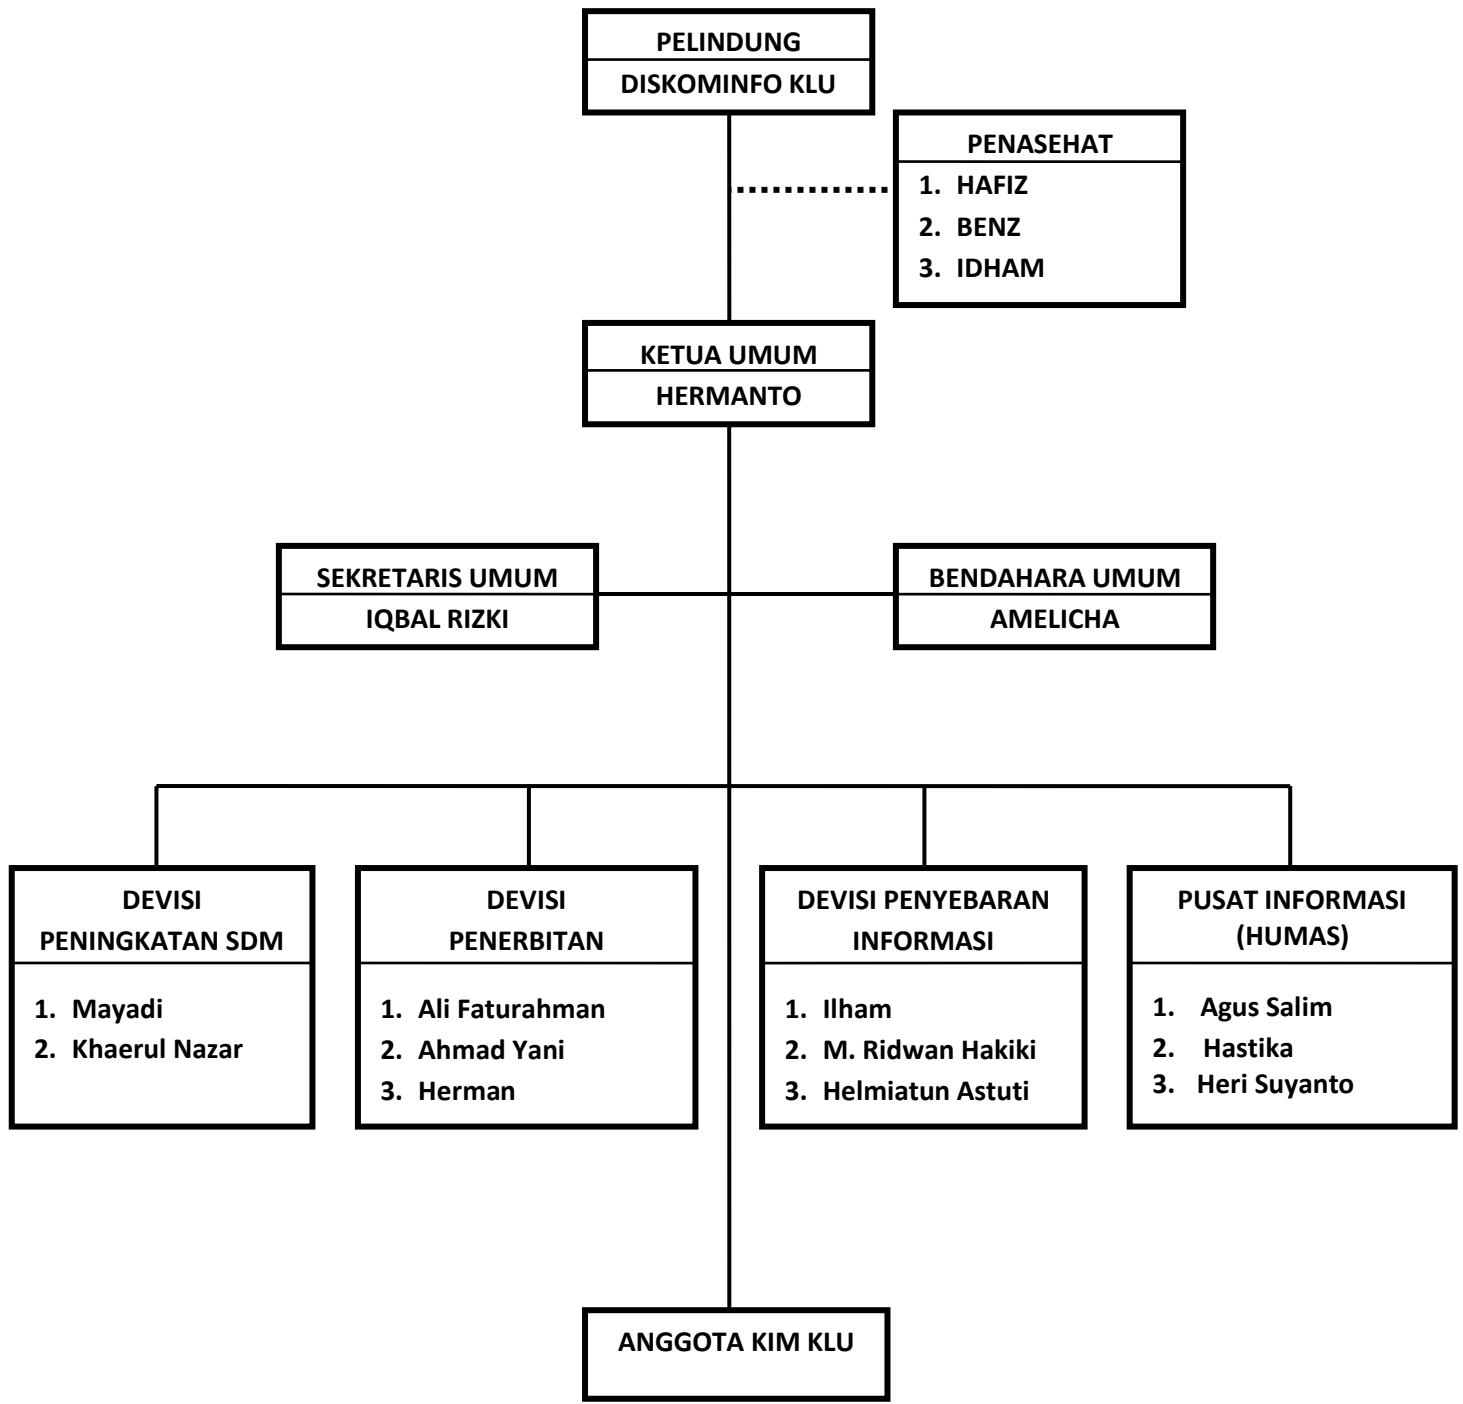 PELINDUNG
DISKOMINFO KLU
PENASEHAT
1. HAFIZ
2. BENZ
3. IDHAM
KETUA UMUM
HERMANTO
SEKRETARIS UMUM
IQBAL RIZKI
BENDAHARA UMUM
AMELICHA
DEVISI
PENINGKATAN SDM
1. Mayadi
2. Khaerul Nazar
DEVISI
PENERBITAN
1. Ali Faturahman
2. Ahmad Yani
3. Herman
DEVISI PENYEBARAN
INFORMASI
1. Ilham
2. M. Ridwan Hakiki
3. Helmiatun Astuti
PUSAT INFORMASI
(HUMAS)
1. Agus Salim
2. Hastika
3. Heri Suyanto
ANGGOTA KIM KLU